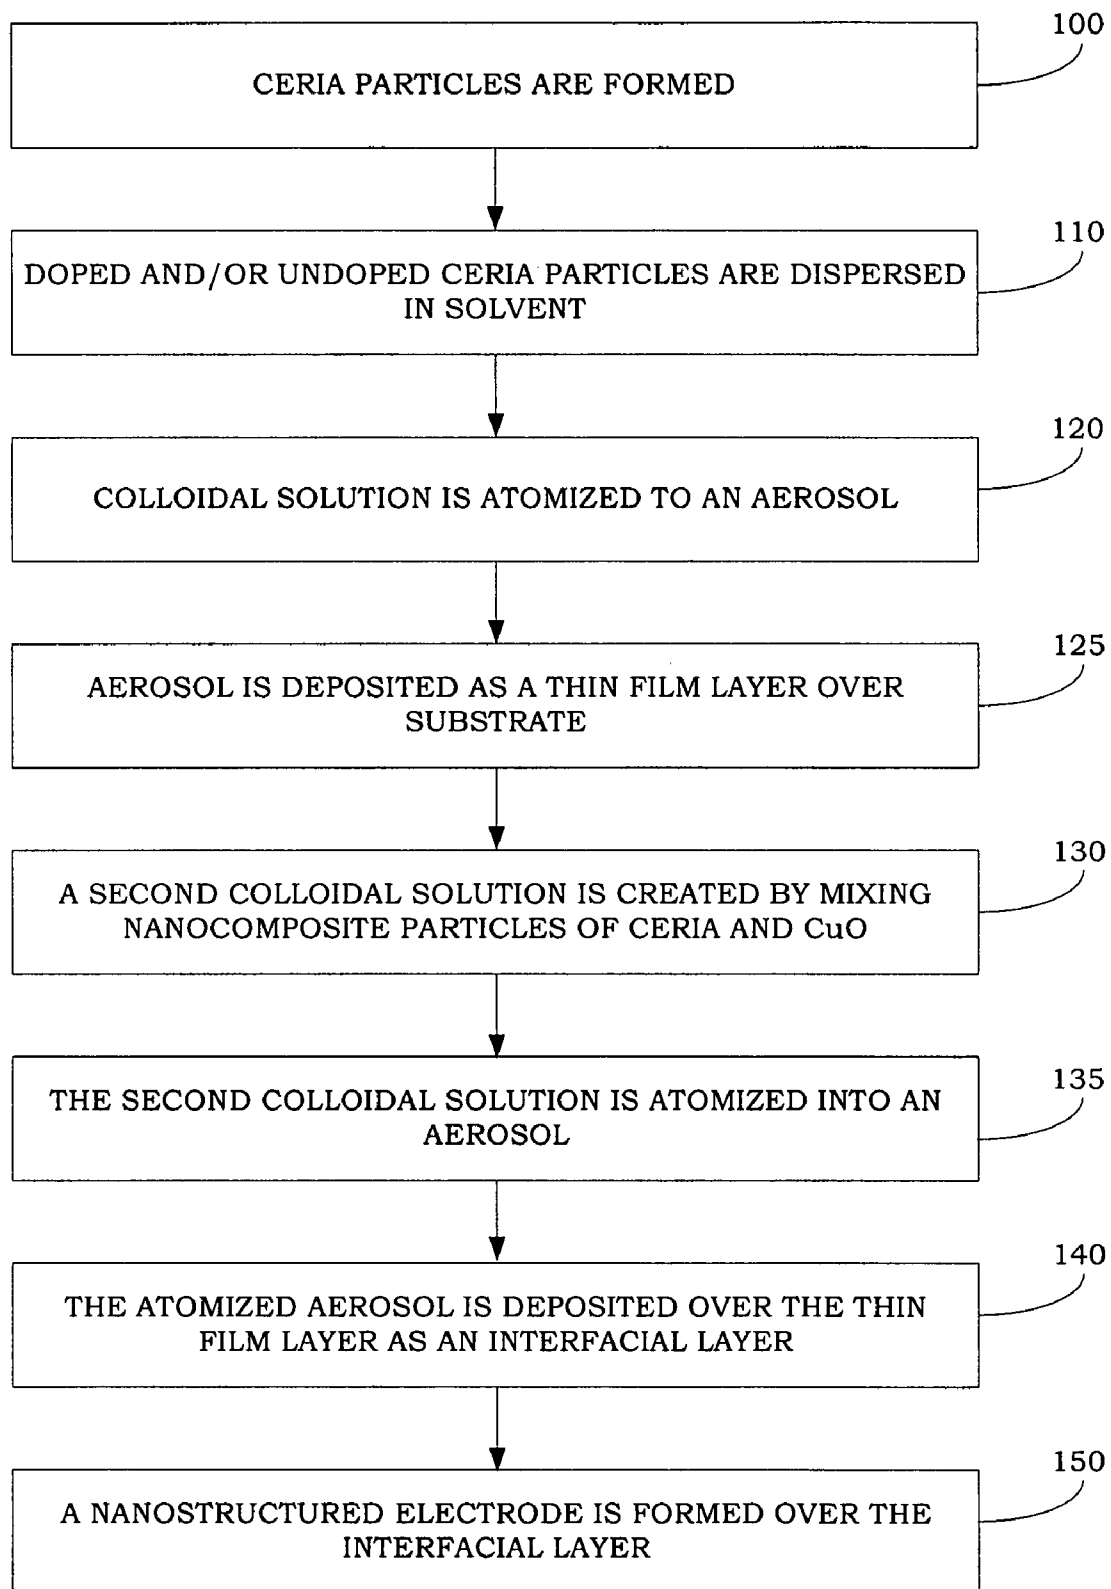 100
CERIA PARTICLES ARE FORMED
110
DOPED AND/OR UNDOPED CERIA PARTICLES ARE DISPERSED
IN SOLVENT
120
COLLOIDAL SOLUTION IS ATOMIZED TO AN AEROSOL
125
AEROSOL IS DEPOSITED AS A THIN FILM LAYER OVER
SUBSTRATE
130
A SECOND COLLOIDAL SOLUTION IS CREATED BY MIXING
NANOCOMPOSITE PARTICLES OF CERIA AND CuO
135
THE SECOND COLLOIDAL SOLUTION IS ATOMIZED INTO AN
AEROSOL
140
THE ATOMIZED AEROSOL IS DEPOSITED OVER THE THIN
FILM LAYER AS AN INTERFACIAL LAYER
150
A NANOSTRUCTURED ELECTRODE IS FORMED OVER THE
INTERFACIAL LAYER